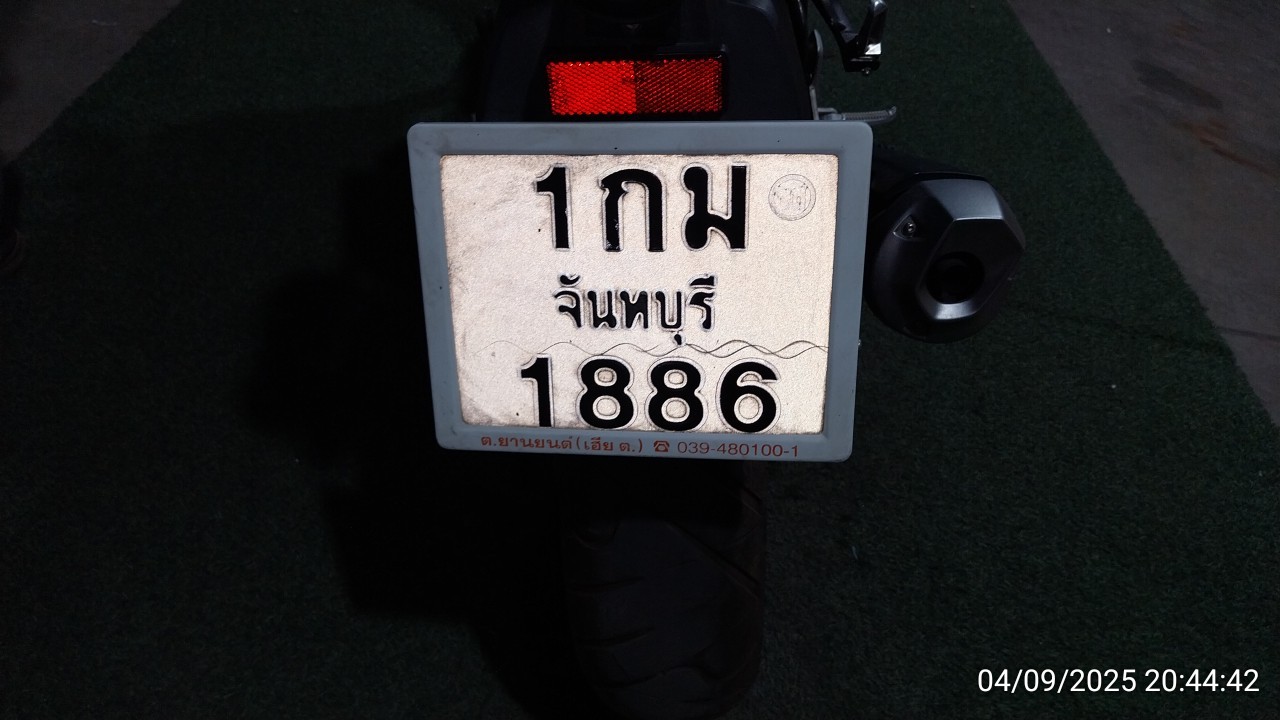 1กม
จันทบุรี
1886
ต.ยานยนต์(เฮีย ต.) ☎ 039-480100-1
04/09/2025 20:44:42